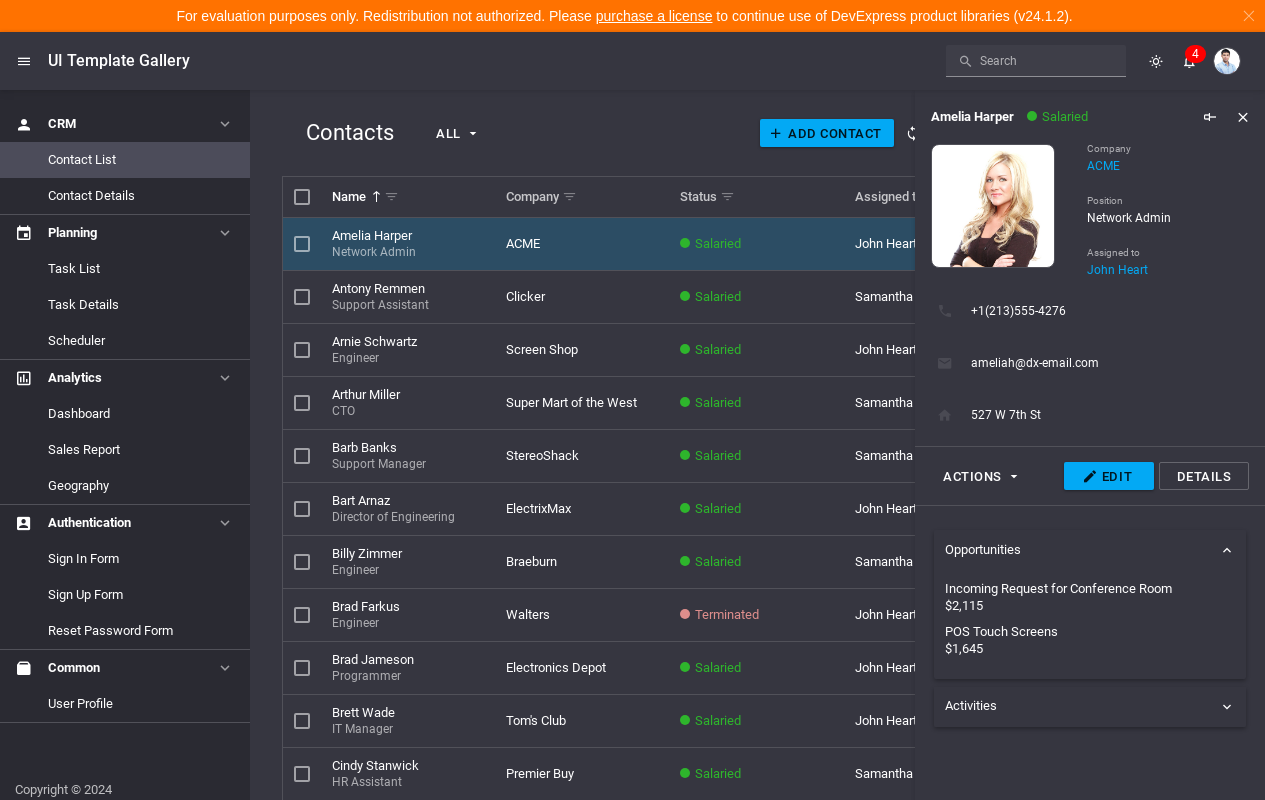 For evaluation purposes only. Redistribution not authorized. Please purchase a license to continue use of DevExpress product libraries (v24.1.2).
UI Template Gallery
Search
4
CRM
Contact List
Contact Details
Planning
Task List
Task Details
Scheduler
Analytics
Dashboard
Sales Report
Geography
Authentication
Sign In Form
Sign Up Form
Reset Password Form
Common
User Profile
Copyright © 2024
Contacts
ALL
ADD CONTACT
Name Company Status Assigned t
Amelia Harper
Network Admin
ACME Salaried John Heart
Antony Remmen
Support Assistant
Clicker Salaried Samantha
Arnie Schwartz
Engineer
Screen Shop Salaried John Heart
Arthur Miller
CTO
Super Mart of the West Salaried Samantha
Barb Banks
Support Manager
StereoShack Salaried Samantha
Bart Arnaz
Director of Engineering
ElectrixMax Salaried John Heart
Billy Zimmer
Engineer
Braeburn Salaried Samantha
Brad Farkus
Engineer
Walters Terminated John Heart
Brad Jameson
Programmer
Electronics Depot Salaried John Heart
Brett Wade
IT Manager
Tom's Club Salaried John Heart
Cindy Stanwick
HR Assistant
Premier Buy Salaried Samantha
Amelia Harper Salaried
Company
ACME
Position
Network Admin
Assigned to
John Heart
+1(213)555-4276
ameliah@dx-email.com
527 W 7th St
ACTIONS EDIT DETAILS
Opportunities
Incoming Request for Conference Room
$2,115
POS Touch Screens
$1,645
Activities